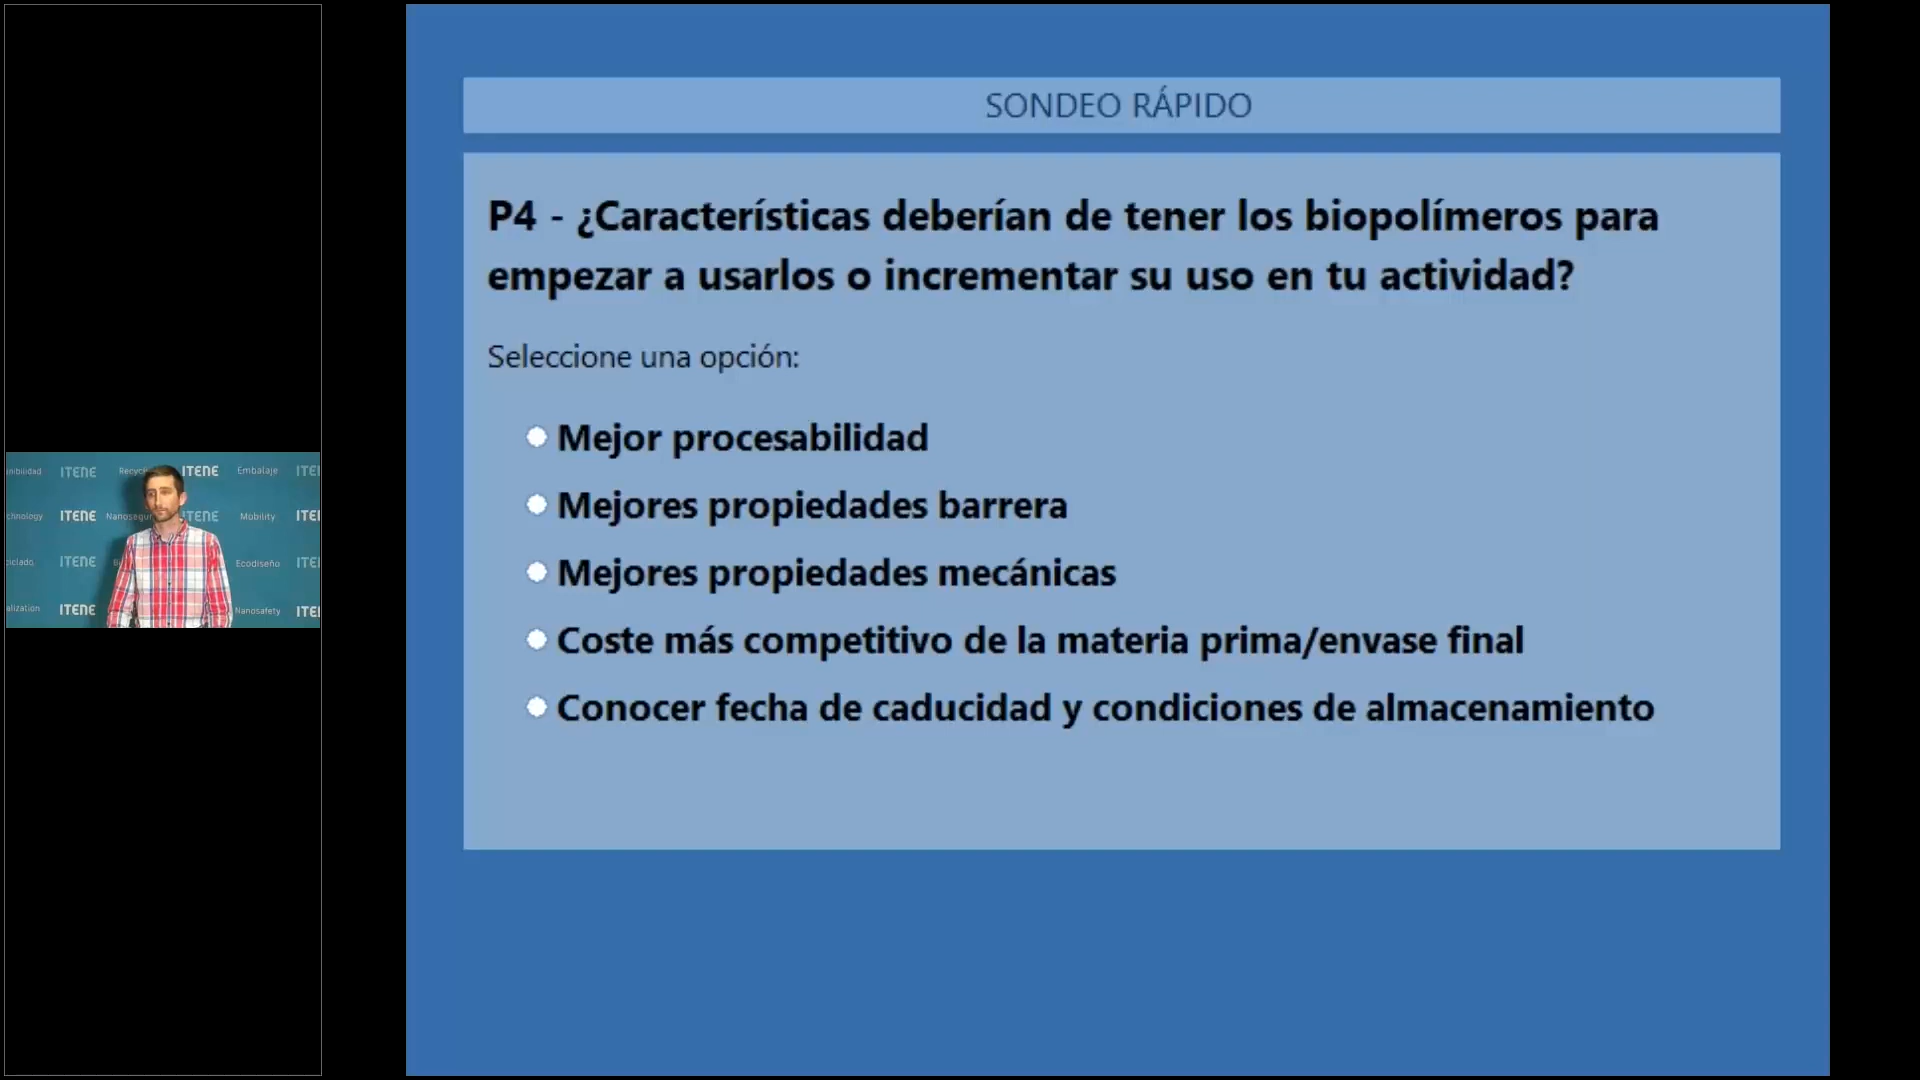 SONDEO RÁPIDO
P4 - ¿Características deberían de tener los biopolímeros para
empezar a usarlos o incrementar su uso en tu actividad?
Seleccione una opción:
Mejor procesabilidad
Mejores propiedades barrera
Mejores propiedades mecánicas
Coste más competitivo de la materia prima/envase final
Conocer fecha de caducidad y condiciones de almacenamiento
ITENE ITENE Embalaje
ITENE ITENE Mobility
ITENE Ecodiseño
ITENE Nanosafety